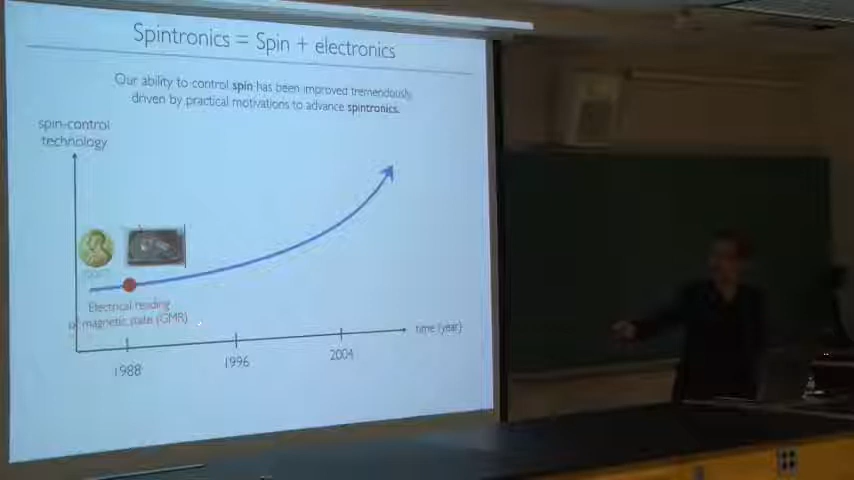 Spintronics = Spin + electronics
Our ability to control spin has been improved tremendously,
driven by practical motivations to advance spintronics.
spin-control
technology
Electrical reading
of magnetic state (GMR)
time (year)
1988
1996
2004